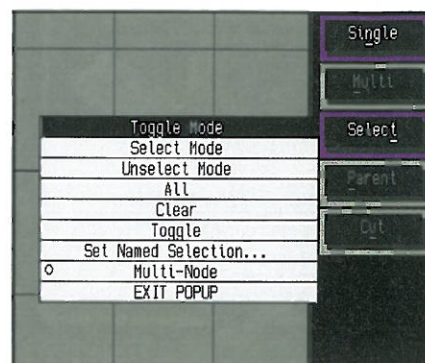 Single
Multi
Select
Parent
Cut
Toggle Mode
Select Mode
Unselect Mode
All
Clear
Toggle
Set Named Selection...
Multi-Node
EXIT POPUP